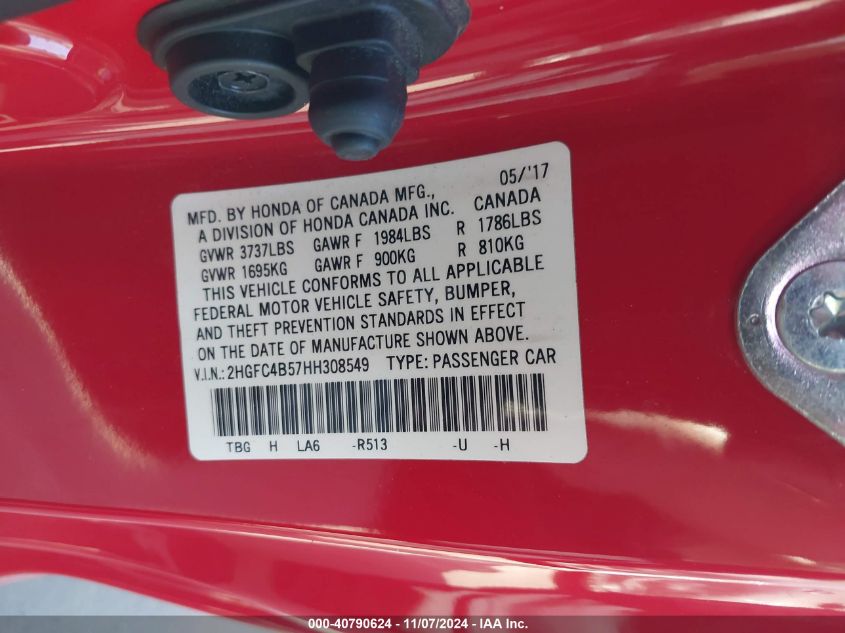 05/'17
MFD. BY HONDA OF CANADA MFG.,
A DIVISION OF HONDA CANADA INC. CANADA
GVWR 3737LBS GAWR F 1984LBS R 1786LBS
GVWR 1695KG GAWR F 900KG R 810KG
THIS VEHICLE CONFORMS TO ALL APPLICABLE
FEDERAL MOTOR VEHICLE SAFETY, BUMPER,
AND THEFT PREVENTION STANDARDS IN EFFECT
ON THE DATE OF MANUFACTURE SHOWN ABOVE.
V.I.N.: 2HGFC4B57HH308549 TYPE: PASSENGER CAR
TBG H LA6 -R513 -U -H
000-40790624 - 11/07/2024 - IAA Inc.